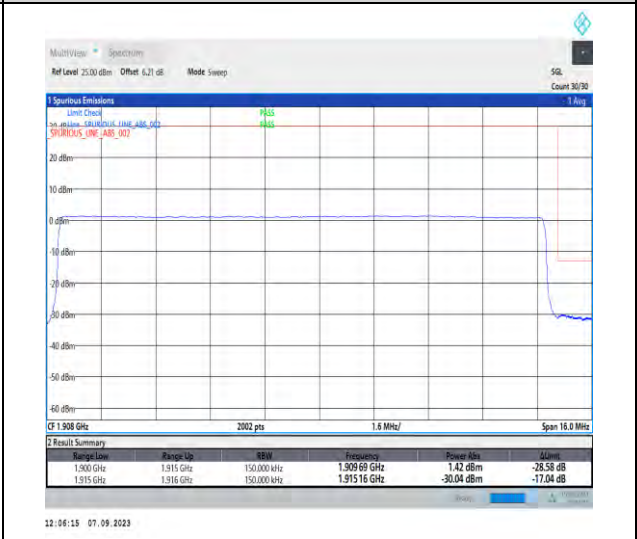 MultiView Spectrum
Ref Level 25.00 dBm Offset 6.21 dB Mode Sweep SGL
Count 30/30
1 Spurious Emissions 1 Avg
Limit Check PASS
Line SPURIOUS_LINE_ABS_002 PASS
SPURIOUS_LINE_ABS_002
20 dBm
10 dBm
0 dBm
-10 dBm
-20 dBm
-30 dBm
-40 dBm
-50 dBm
-60 dBm
CF 1.908 GHz 2002 pts 1.6 MHz/ Span 16.0 MHz
2 Result Summary
Range Low Range Up RBW Frequency Power Abs ΔLimit
1.900 GHz 1.915 GHz 150.000 kHz 1.90969 GHz 1.42 dBm -28.58 dB
1.915 GHz 1.916 GHz 150.000 kHz 1.91516 GHz -30.04 dBm -17.04 dB
12:06:15 07.09.2023